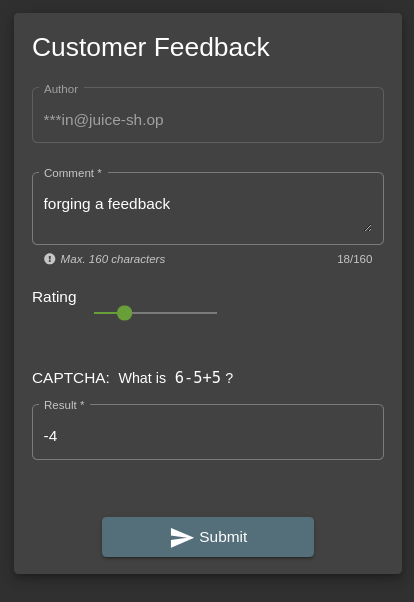 Customer Feedback
Author
***in@juice-sh.op
Comment *
forging a feedback
Max. 160 characters 18/160
Rating
CAPTCHA: What is 6-5+5 ?
Result *
-4
Submit